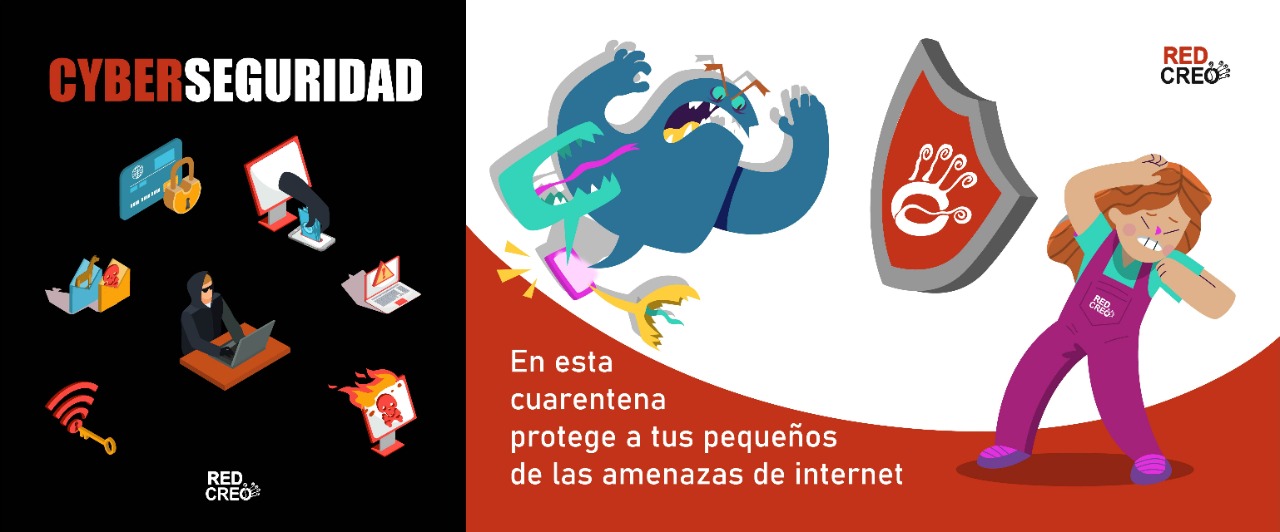 CYBERSEGURIDAD
RED
CREO
RED
CREO
RED
CREO
En esta
cuarentena
protege a tus pequeños
de las amenazas de internet